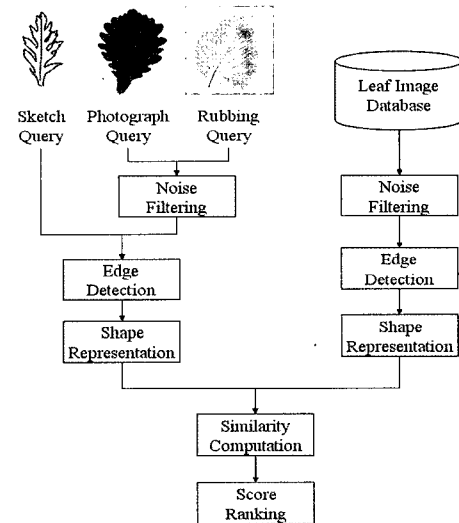 Sketch
Query
Photograph
Query
Rubbing
Query
Leaf Image
Database
Noise
Filtering
Noise
Filtering
Edge
Detection
Edge
Detection
Shape
Representation
Shape
Representation
Similarity
Computation
Score
Ranking